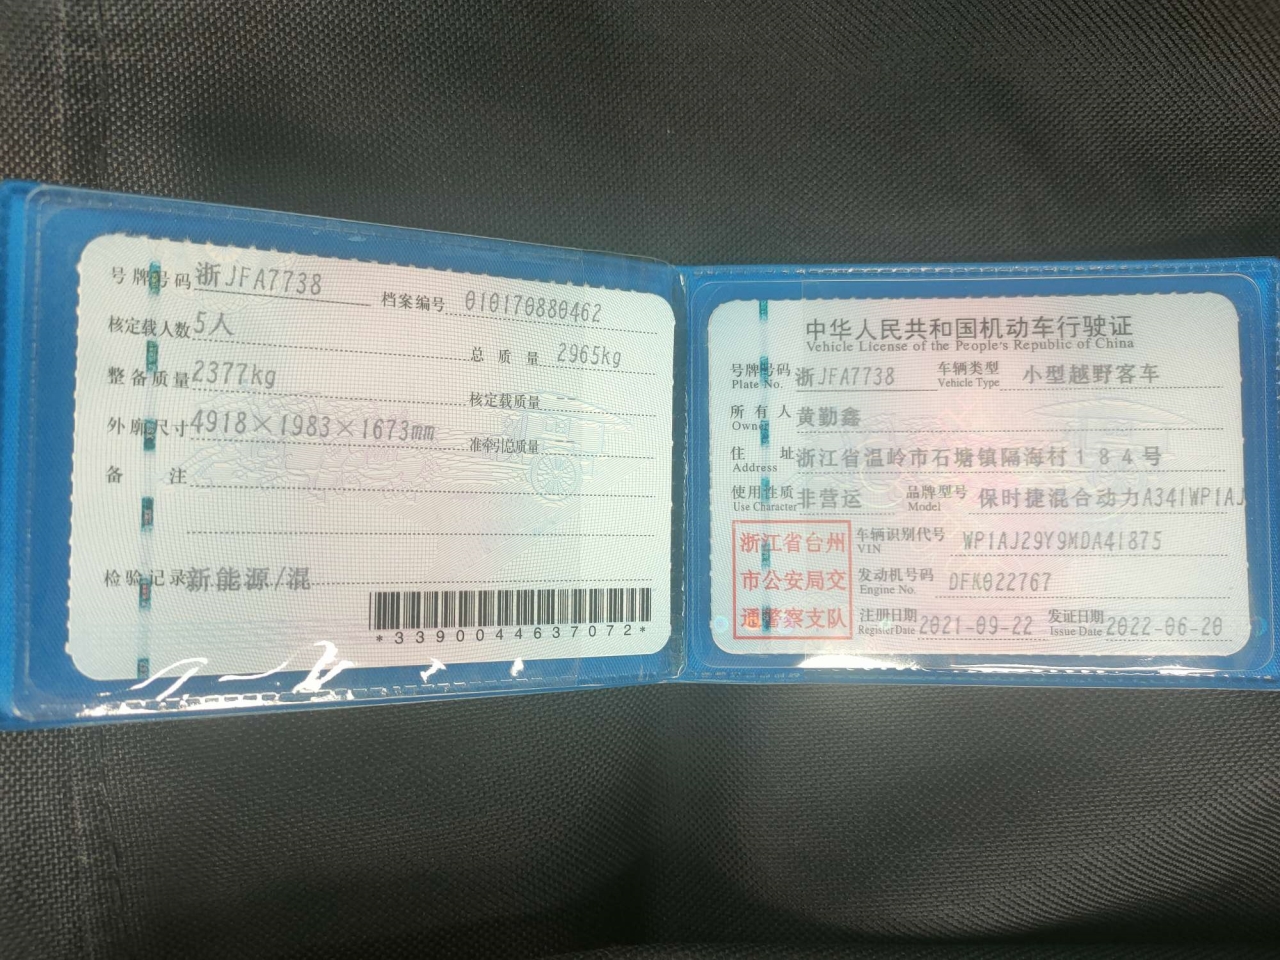 号牌号码 浙JFA7738 档案编号 010170880462
核定载人数 5人 总质量 2965kg
整备质量 2377kg 核定载质量 --
外廓尺寸 4918×1983×1673mm 准牵引总质量 --
备 注
检验记录 新能源/混
*3390044637072*
中华人民共和国机动车行驶证
Vehicle License of the People's Republic of China
号牌号码 浙JFA7738 车辆类型 小型越野客车
Plate No. Vehicle Type
所有人 黄勤鑫
Owner
住 址 浙江省温岭市石塘镇隔海村184号
Address
使用性质 非营运 品牌型号 保时捷混合动力A341WP1AJ
Use Character Model
浙江省台州
市公安局交
通警察支队
车辆识别代号 WP1AJ29Y9MDA41875
VIN
发动机号码 DFK022767
Engine No.
注册日期 2021-09-22 发证日期 2022-06-20
Register Date Issue Date